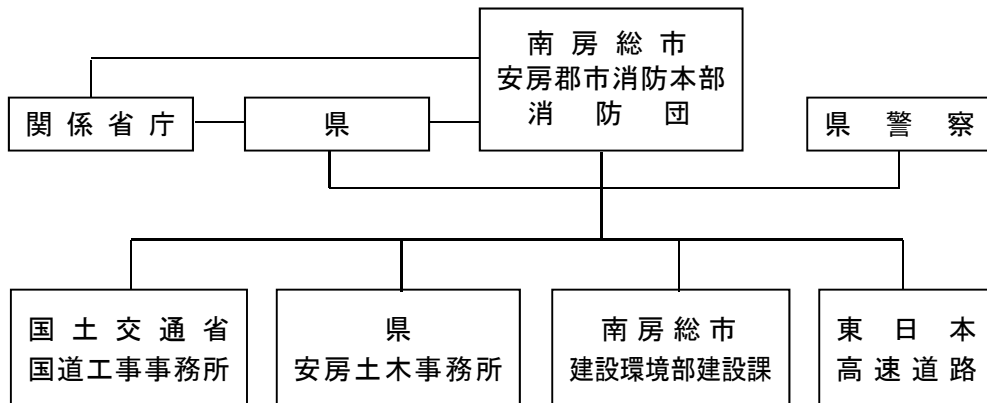 南房総市
安房郡市消防本部
消防団
関係省庁
県
県警察
国土交通省
国道工事事務所
県
安房土木事務所
南房総市
建設環境部建設課
東日本
高速道路